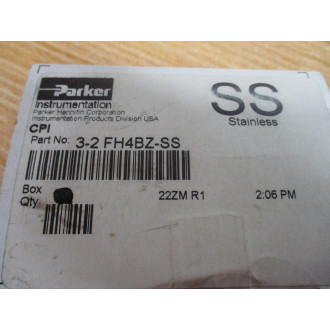 Parker
Instrumentation
Parker Hannifin Corporation
Instrumentation Products Division USA
CPI
Part No: 3-2 FH4BZ-SS
SS
Stainless
Box
Qty
22ZM R1
2:06 PM